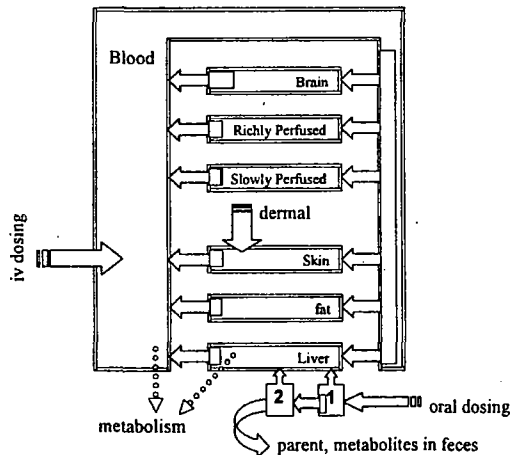 Blood
Brain
Richly Perfused
Slowly Perfused
dermal
iv dosing
Skin
fat
Liver
2
1
oral dosing
metabolism
parent, metabolites in feces